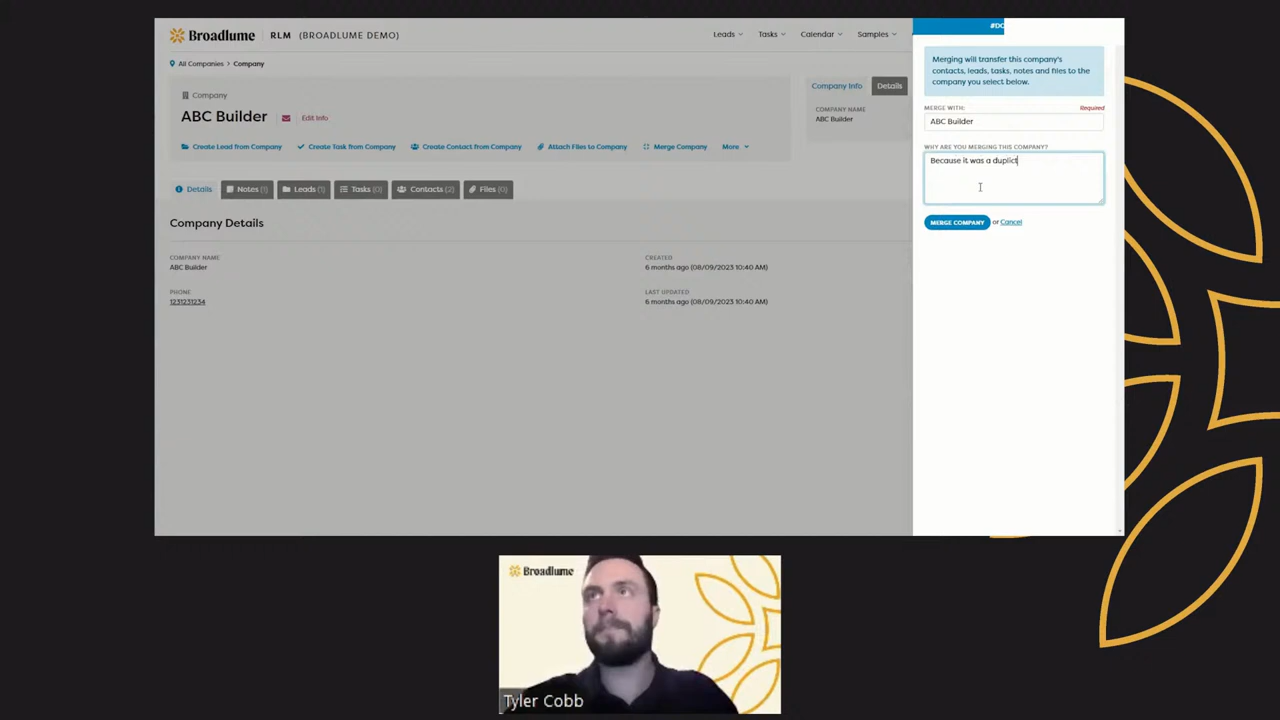 Broadlume RLM (BROADLUME DEMO)
Leads Tasks Calendar Samples
All Companies > Company
Company
ABC Builder Edit Info
Create Lead from Company Create Task from Company Create Contact from Company Attach Files to Company Merge Company More
Company Info Details
COMPANY NAME
ABC Builder
Details Notes (1) Leads (1) Tasks (0) Contacts (2) Files (0)
Company Details
COMPANY NAME
ABC Builder
CREATED
6 months ago (08/09/2023 10:40 AM)
PHONE
1231231234
LAST UPDATED
6 months ago (08/09/2023 10:40 AM)
Merging will transfer this company's
contacts, leads, tasks, notes and files to the
company you select below.
MERGE WITH: Required
ABC Builder
WHY ARE YOU MERGING THIS COMPANY?
Because it was a duplict
MERGE COMPANY or Cancel
Broadlume
Tyler Cobb